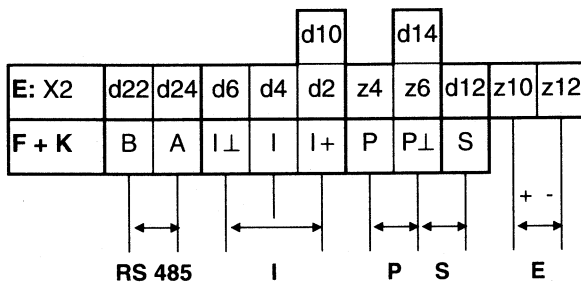 d10 d14
E: X2 d22 d24 d6 d4 d2 z4 z6 d12 z10 z12
F + K B A I⊥ I I+ P P⊥ S
+ -
RS 485 I P S E